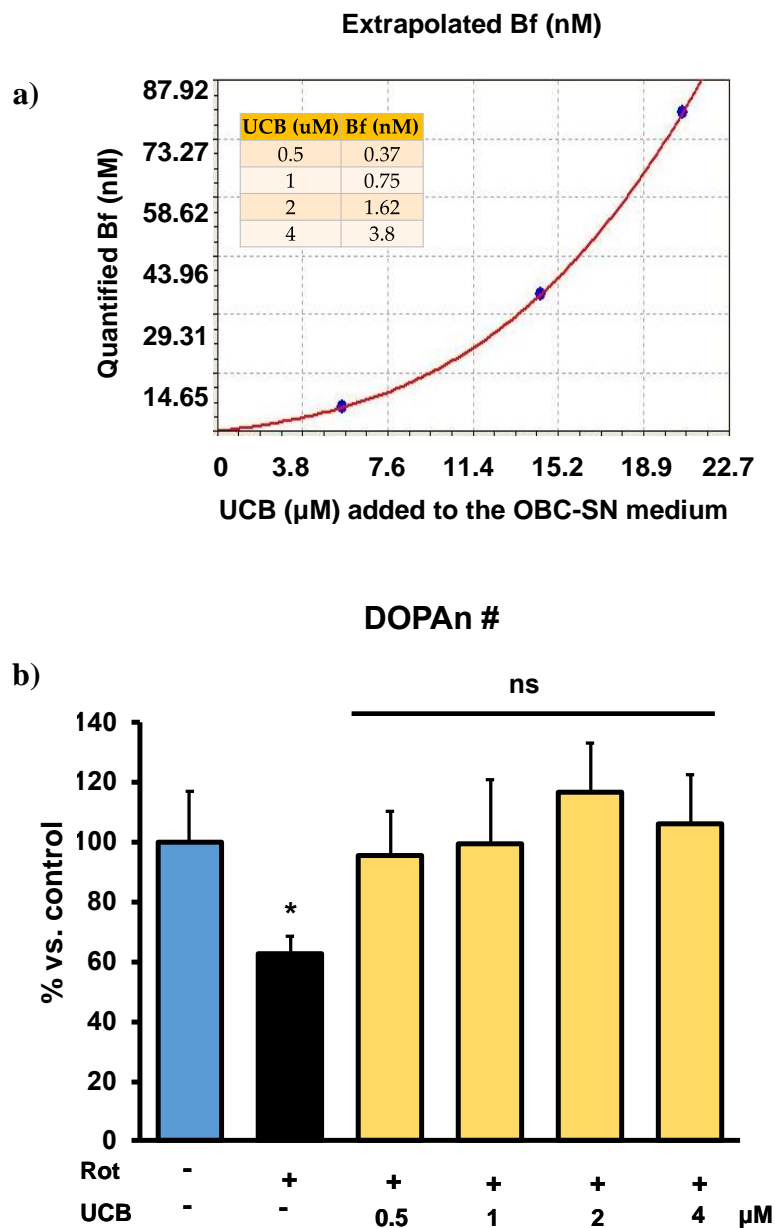 Extrapolated Bf (nM)
a)
Quantified Bf (nM)
87.92
73.27
58.62
43.96
29.31
14.65
UCB (uM) Bf (nM)
0.5 0.37
1 0.75
2 1.62
4 3.8
0 3.8 7.6 11.4 15.2 18.9 22.7
UCB (µM) added to the OBC-SN medium
DOPAn #
b)
ns
% vs. control
140
120
100
80
60
40
20
0
*
Rot - + + + + +
UCB - - 0.5 1 2 4 µM